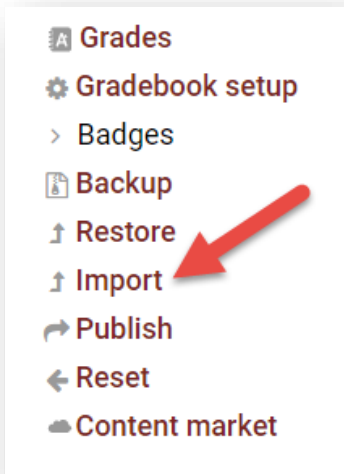 Grades
Gradebook setup
Badges
Backup
Restore
Import
Publish
Reset
Content market